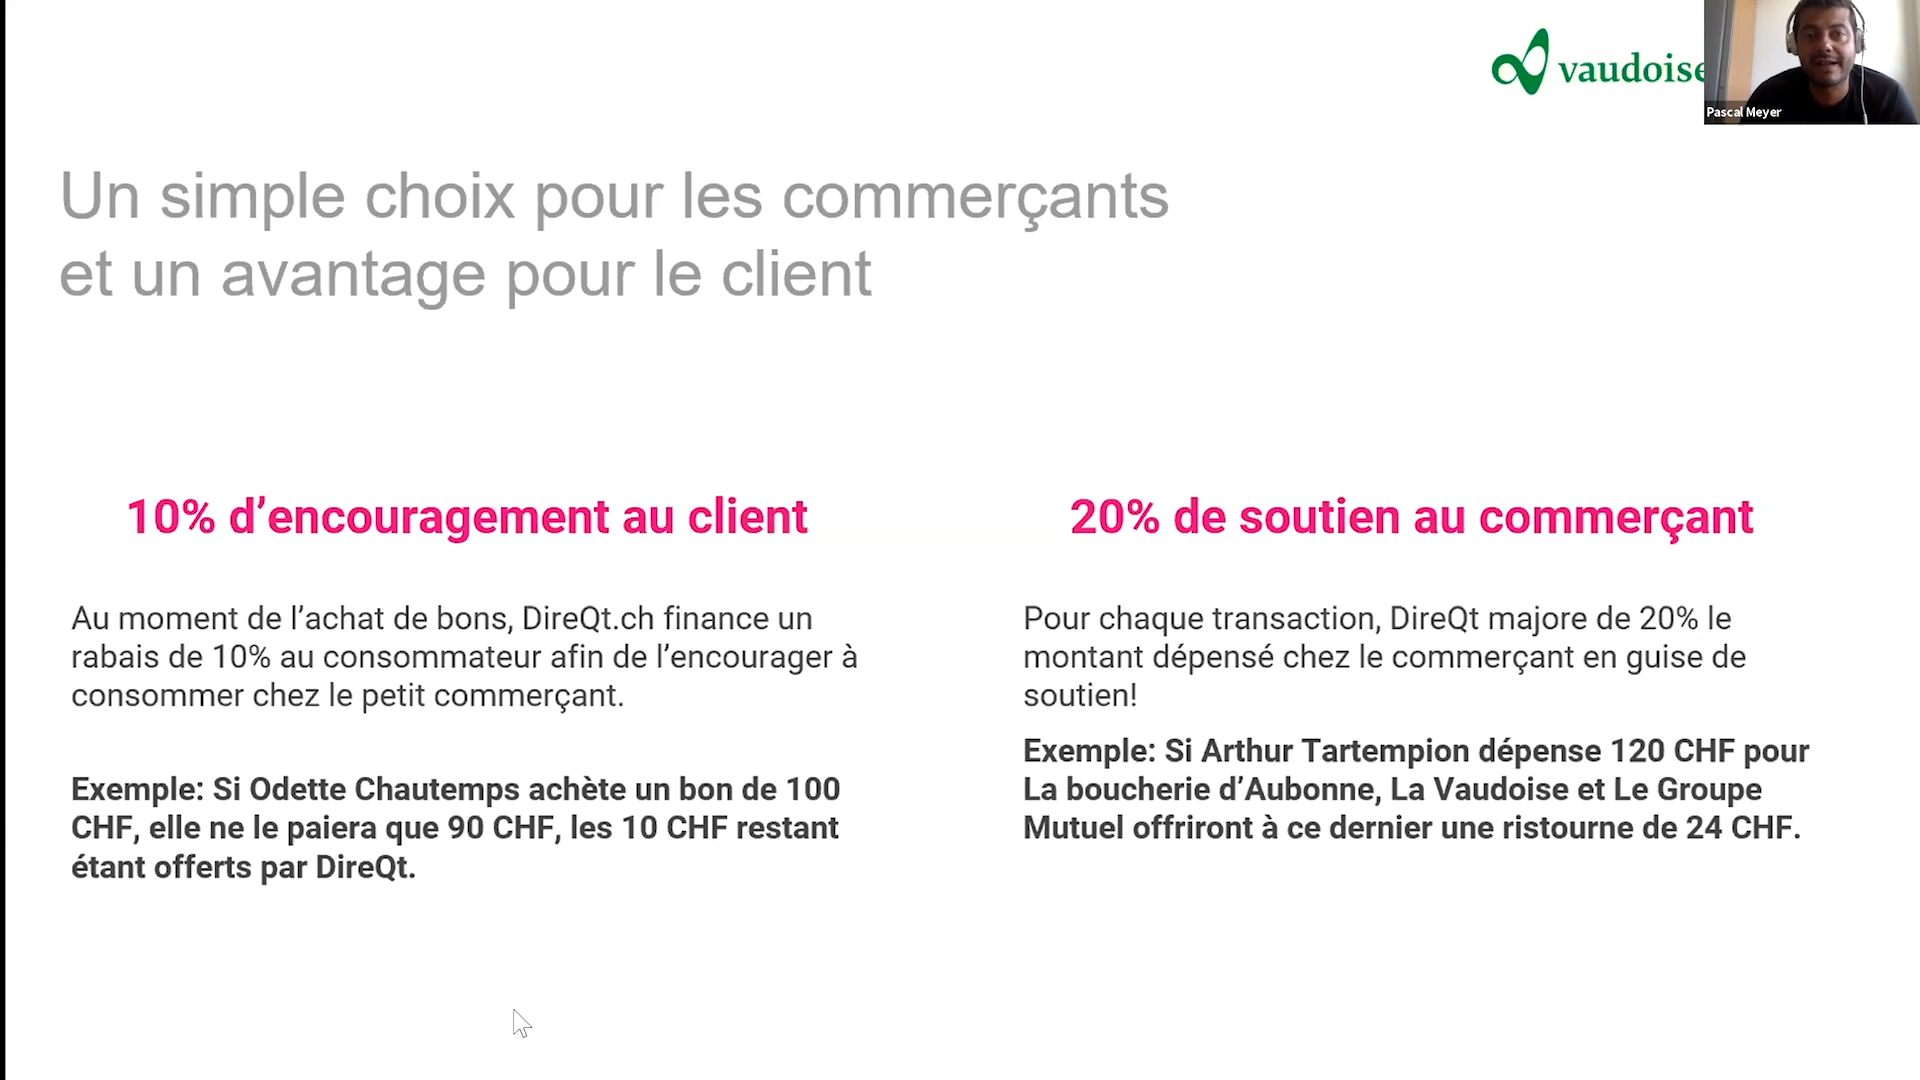 vaudoise
Pascal Meyer
Un simple choix pour les commerçants
et un avantage pour le client
10% d’encouragement au client
Au moment de l’achat de bons, DireQt.ch finance un
rabais de 10% au consommateur afin de l’encourager à
consommer chez le petit commerçant.
Exemple: Si Odette Chautemps achète un bon de 100
CHF, elle ne le paiera que 90 CHF, les 10 CHF restant
étant offerts par DireQt.
20% de soutien au commerçant
Pour chaque transaction, DireQt majore de 20% le
montant dépensé chez le commerçant en guise de
soutien!
Exemple: Si Arthur Tartempion dépense 120 CHF pour
La boucherie d’Aubonne, La Vaudoise et Le Groupe
Mutuel offriront à ce dernier une ristourne de 24 CHF.